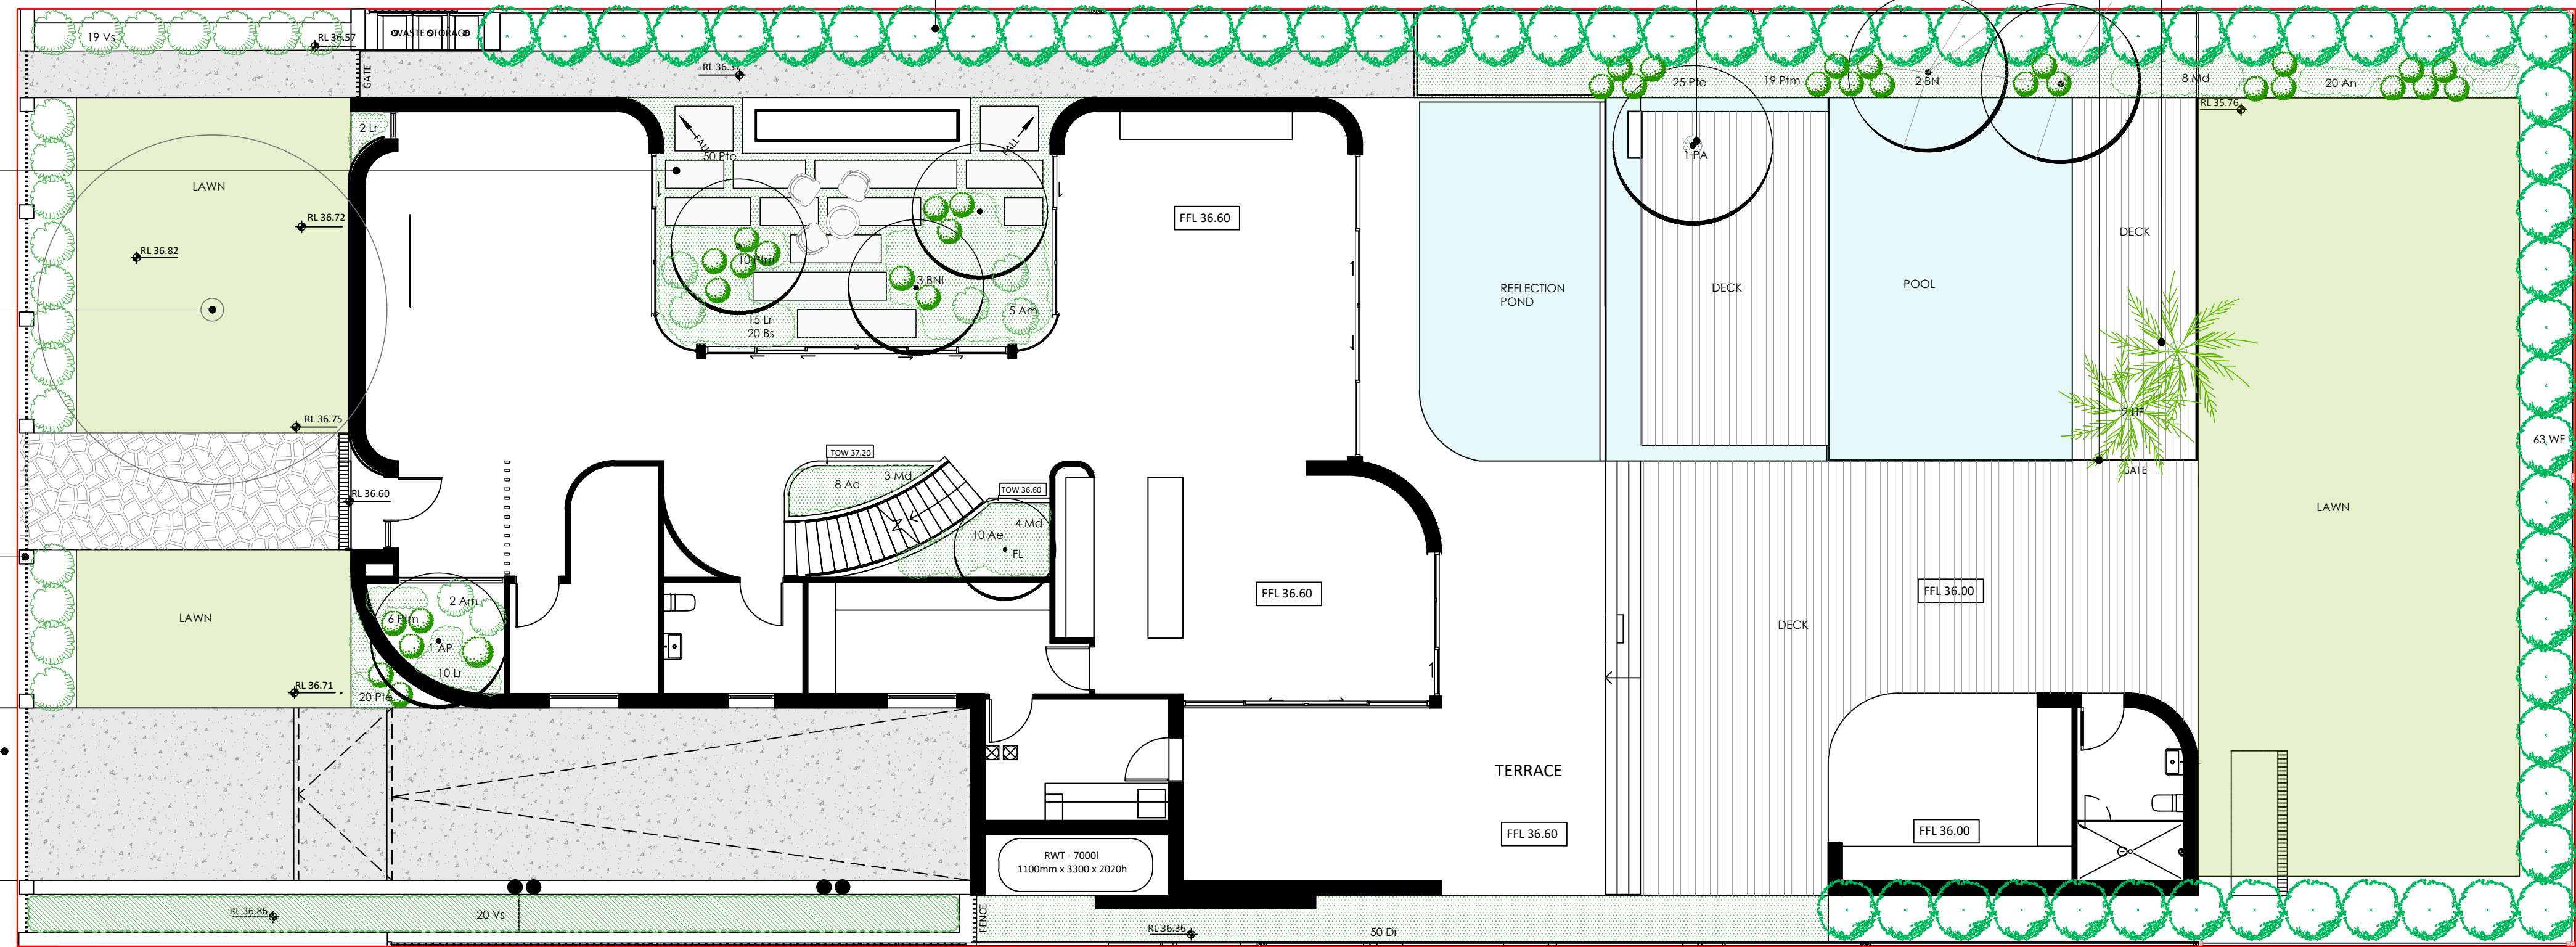 19 Vs
RL 36.57
WASTE STORAGE
GATE
RL 36.37
25 Pte
19 Ptm
2 BN
8 Md
20 An
RL 35.76
2 Lr
FALL
FALL
50 Pte
1 PA
LAWN
RL 36.72
RL 36.82
FFL 36.60
DECK
10 Ptm
3 BNI
REFLECTION
POND
DECK
POOL
5 Am
15 Lr
20 Bs
RL 36.75
2 HF
63 WF
TOW 37.20
GATE
3 Md
8 Ae
TOW 36.60
RL 36.60
LAWN
4 Md
10 Ae
FL
FFL 36.60
FFL 36.00
2 Am
6 Ptm
LAWN
DECK
1 AP
10 Lr
RL 36.71
20 Pte
TERRACE
FFL 36.60
FFL 36.00
RWT - 7000l
1100mm x 3300 x 2020h
RL 36.86
20 Vs
FENCE
RL 36.36
50 Dr